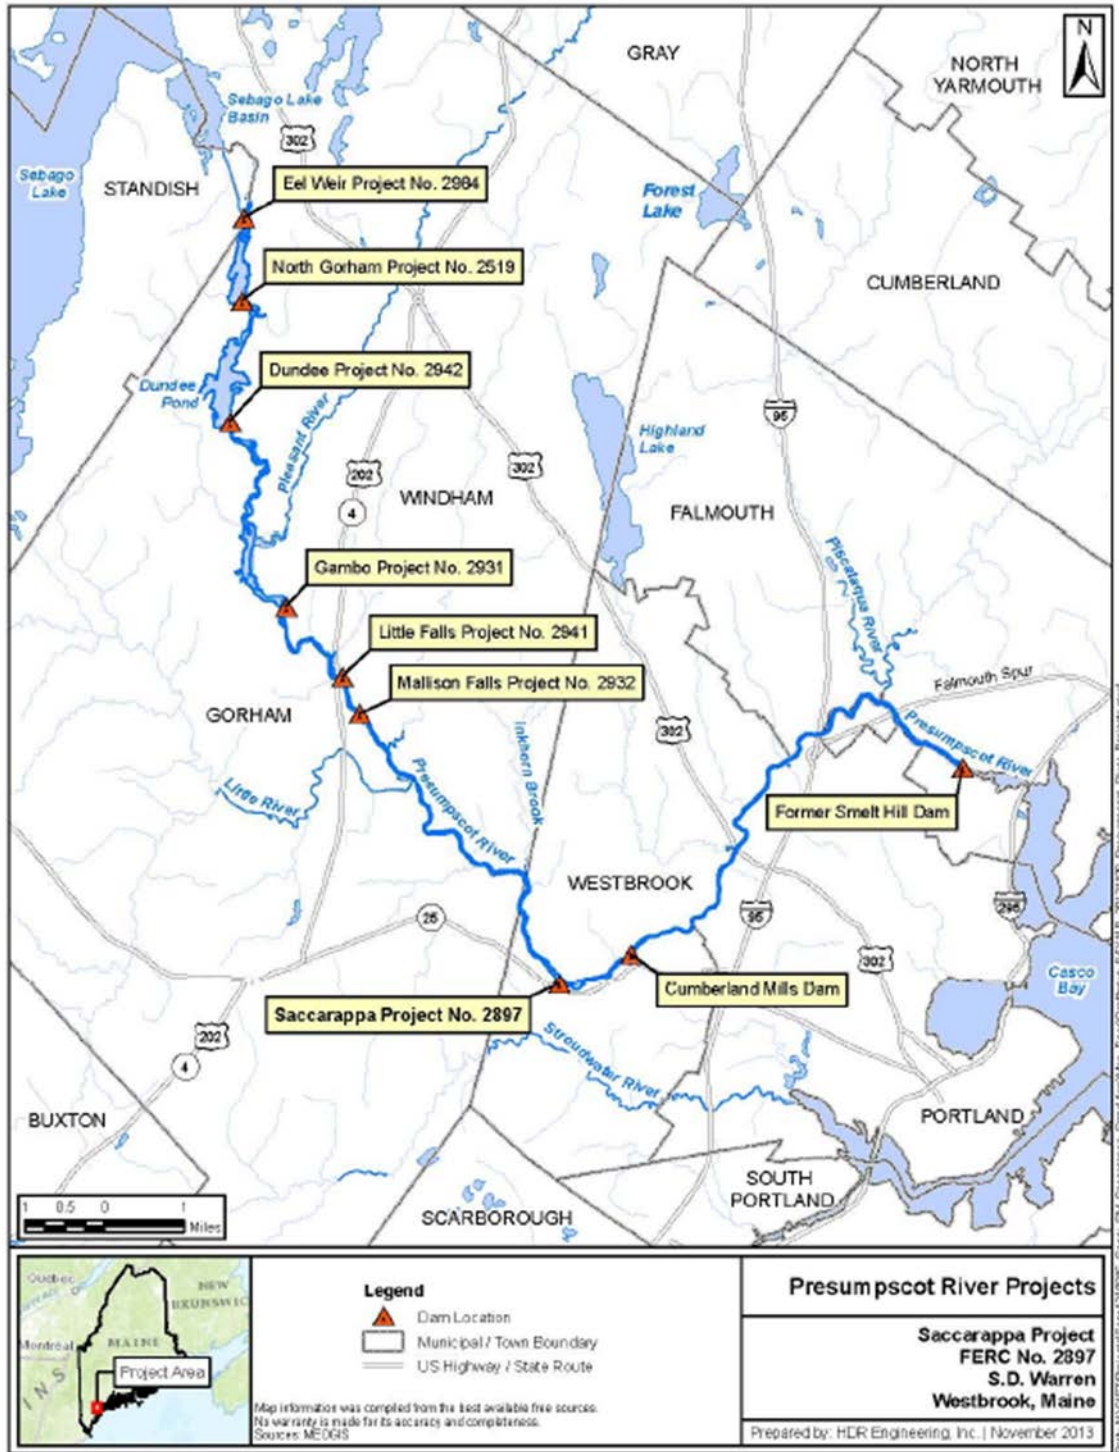 N
GRAY
NORTH
YARMOUTH
Sebago Lake
Basin
302
Sebago
Lake
STANDISH
Eel Weir Project No. 2984
Forest
Lake
North Gorham Project No. 2519
CUMBERLAND
Dundee Project No. 2942
Dundee
Pond
Pleasant River
95
Highland
Lake
202
302
4
WINDHAM
FALMOUTH
Piscataqua River
Gambo Project No. 2931
Little Falls Project No. 2941
Mallison Falls Project No. 2932
Falmouth Spur
GORHAM
302
Inkhorn Brook
Presumpscot River
Little River
Presumpscot River
Former Smelt Hill Dam
WESTBROOK
25
95
295
302
Casco
Bay
Cumberland Mills Dam
Saccarappa Project No. 2897
202
4
Stroudwater River
BUXTON
PORTLAND
SOUTH
PORTLAND
SCARBOROUGH
1 0.5 0 1
Miles
Québec
NEW
BRUNSWIC
MAINE
Montréal
Project Area
Legend
Dam Location
Municipal / Town Boundary
US Highway / State Route
Map information was compiled from the best available free sources.
No warranty is made for its accuracy and completeness.
Sources: MEOGIS
Presumpscot River Projects
Saccarappa Project
FERC No. 2897
S.D. Warren
Westbrook, Maine
Prepared by: HDR Engineering, Inc. | November 2013